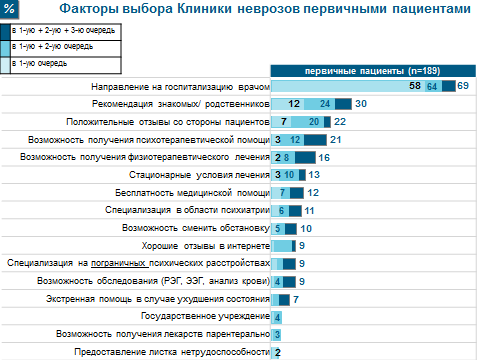 %
Факторы выбора Клиники неврозов первичными пациентами
в 1-ую + 2-ую + 3-ю очередь
в 1-ую + 2-ую очередь
в 1-ую очередь
первичные пациенты (n=189)
Направление на госпитализацию врачом 58 64 69
Рекомендация знакомых/ родственников 12 24 30
Положительные отзывы со стороны пациентов 7 20 22
Возможность получения психотерапевтической помощи 3 12 21
Возможность получения физиотерапевтического лечения 2 8 16
Стационарные условия лечения 3 10 13
Бесплатность медицинской помощи 7 12
Специализация в области психиатрии 6 11
Возможность сменить обстановку 5 10
Хорошие отзывы в интернете 9
Специализация на пограничных психических расстройствах 9
Возможность обследования (РЭГ, ЭЭГ, анализ крови) 4 9
Экстренная помощь в случае ухудшения состояния 7
Государственное учреждение 4
Возможность получения лекарств парентерально 3
Предоставление листка нетрудоспособности 2